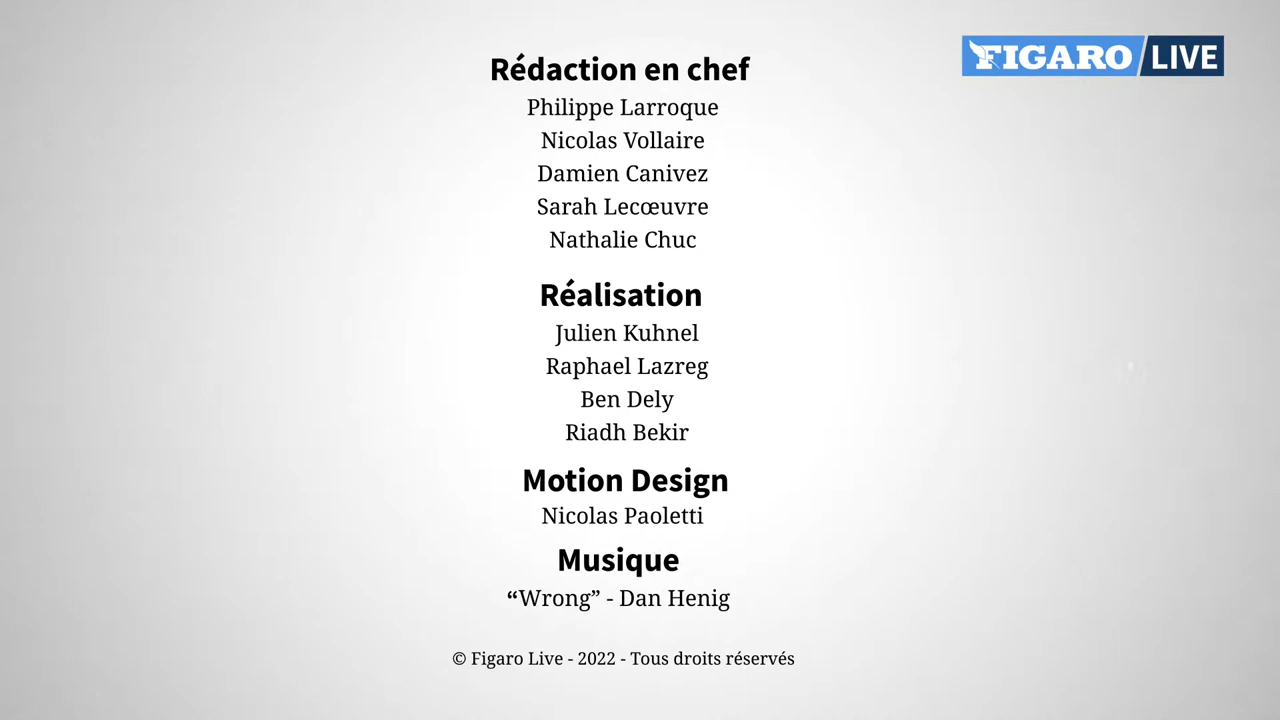 FIGARO LIVE
Rédaction en chef
Philippe Larroque
Nicolas Vollaire
Damien Canivez
Sarah Lecœuvre
Nathalie Chuc
Réalisation
Julien Kuhnel
Raphael Lazreg
Ben Dely
Riadh Bekir
Motion Design
Nicolas Paoletti
Musique
“Wrong” - Dan Henig
© Figaro Live - 2022 - Tous droits réservés